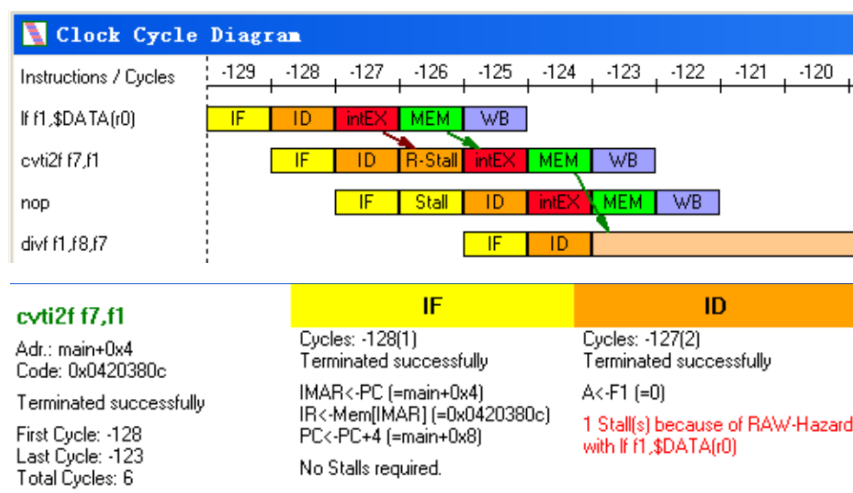 Clock Cycle Diagram
Instructions / Cycles -129 -128 -127 -126 -125 -124 -123 -122 -121 -120
lf f1,$DATA(r0) IF ID intEX MEM WB
cvti2f f7,f1 IF ID R-Stall intEX MEM WB
nop IF Stall ID intEX MEM WB
divf f1,f8,f7 IF ID
cvti2f f7,f1
Adr.: main+0x4
Code: 0x0420380c
Terminated successfully
First Cycle: -128
Last Cycle: -123
Total Cycles: 6
IF
Cycles: -128(1)
Terminated successfully
IMAR<-PC (=main+0x4)
IR<-Mem[IMAR] (=0x0420380c)
PC<-PC+4 (=main+0x8)
No Stalls required.
ID
Cycles: -127(2)
Terminated successfully
A<-F1 (=0)
1 Stall(s) because of RAW-Hazard
with lf f1,$DATA(r0)